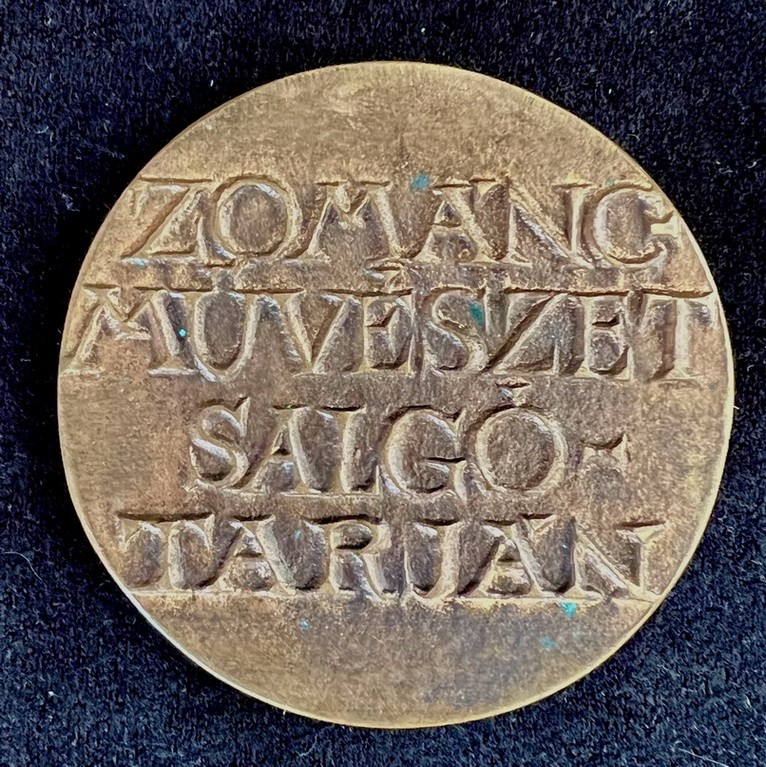 ZOMÁNC-
MŰVÉSZET
SALGÓ-
TARJÁN